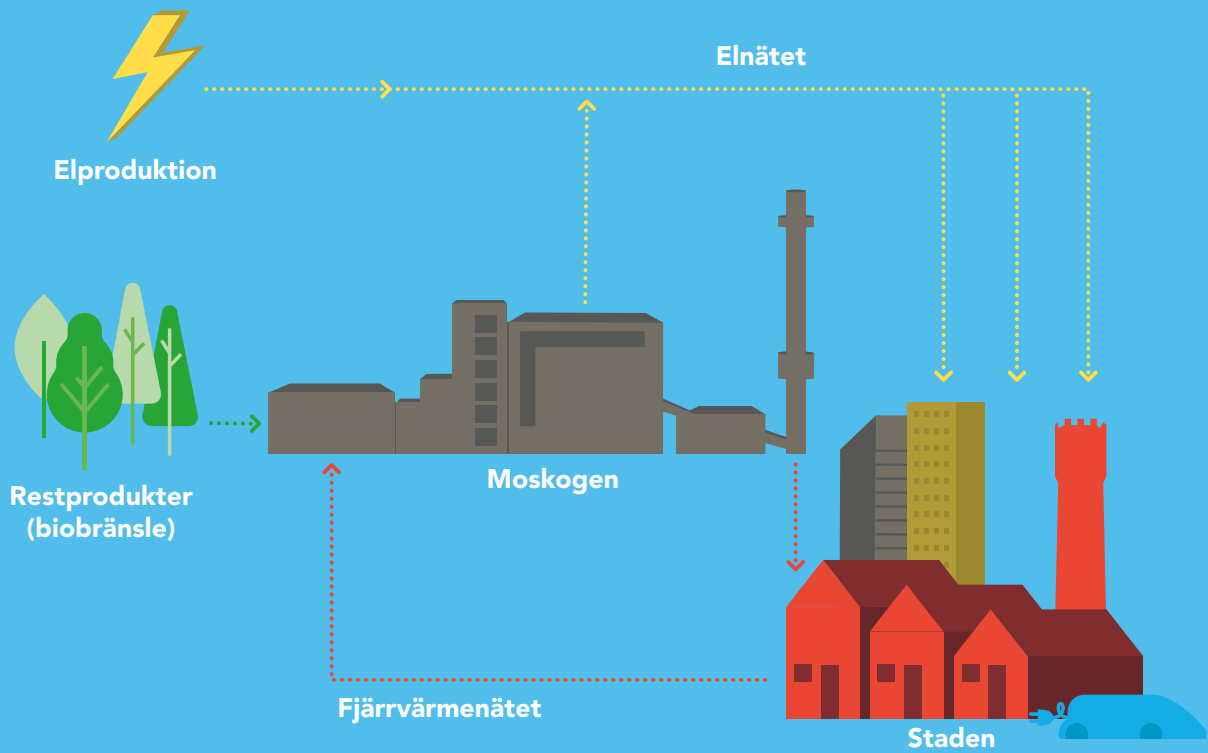 Elnätet
Elproduktion
Moskogen
Restprodukter
(biobränsle)
Fjärrvärmenätet
Staden